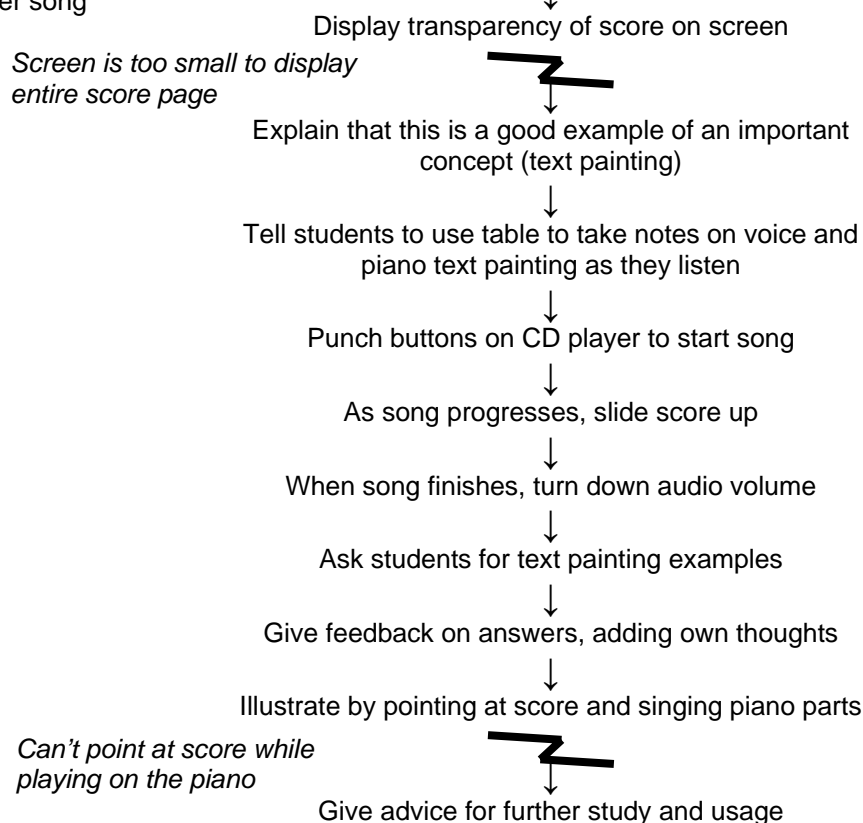 er song
Display transparency of score on screen
Screen is too small to display
entire score page
Explain that this is a good example of an important
concept (text painting)
Tell students to use table to take notes on voice and
piano text painting as they listen
Punch buttons on CD player to start song
As song progresses, slide score up
When song finishes, turn down audio volume
Ask students for text painting examples
Give feedback on answers, adding own thoughts
Illustrate by pointing at score and singing piano parts
Can't point at score while
playing on the piano
Give advice for further study and usage